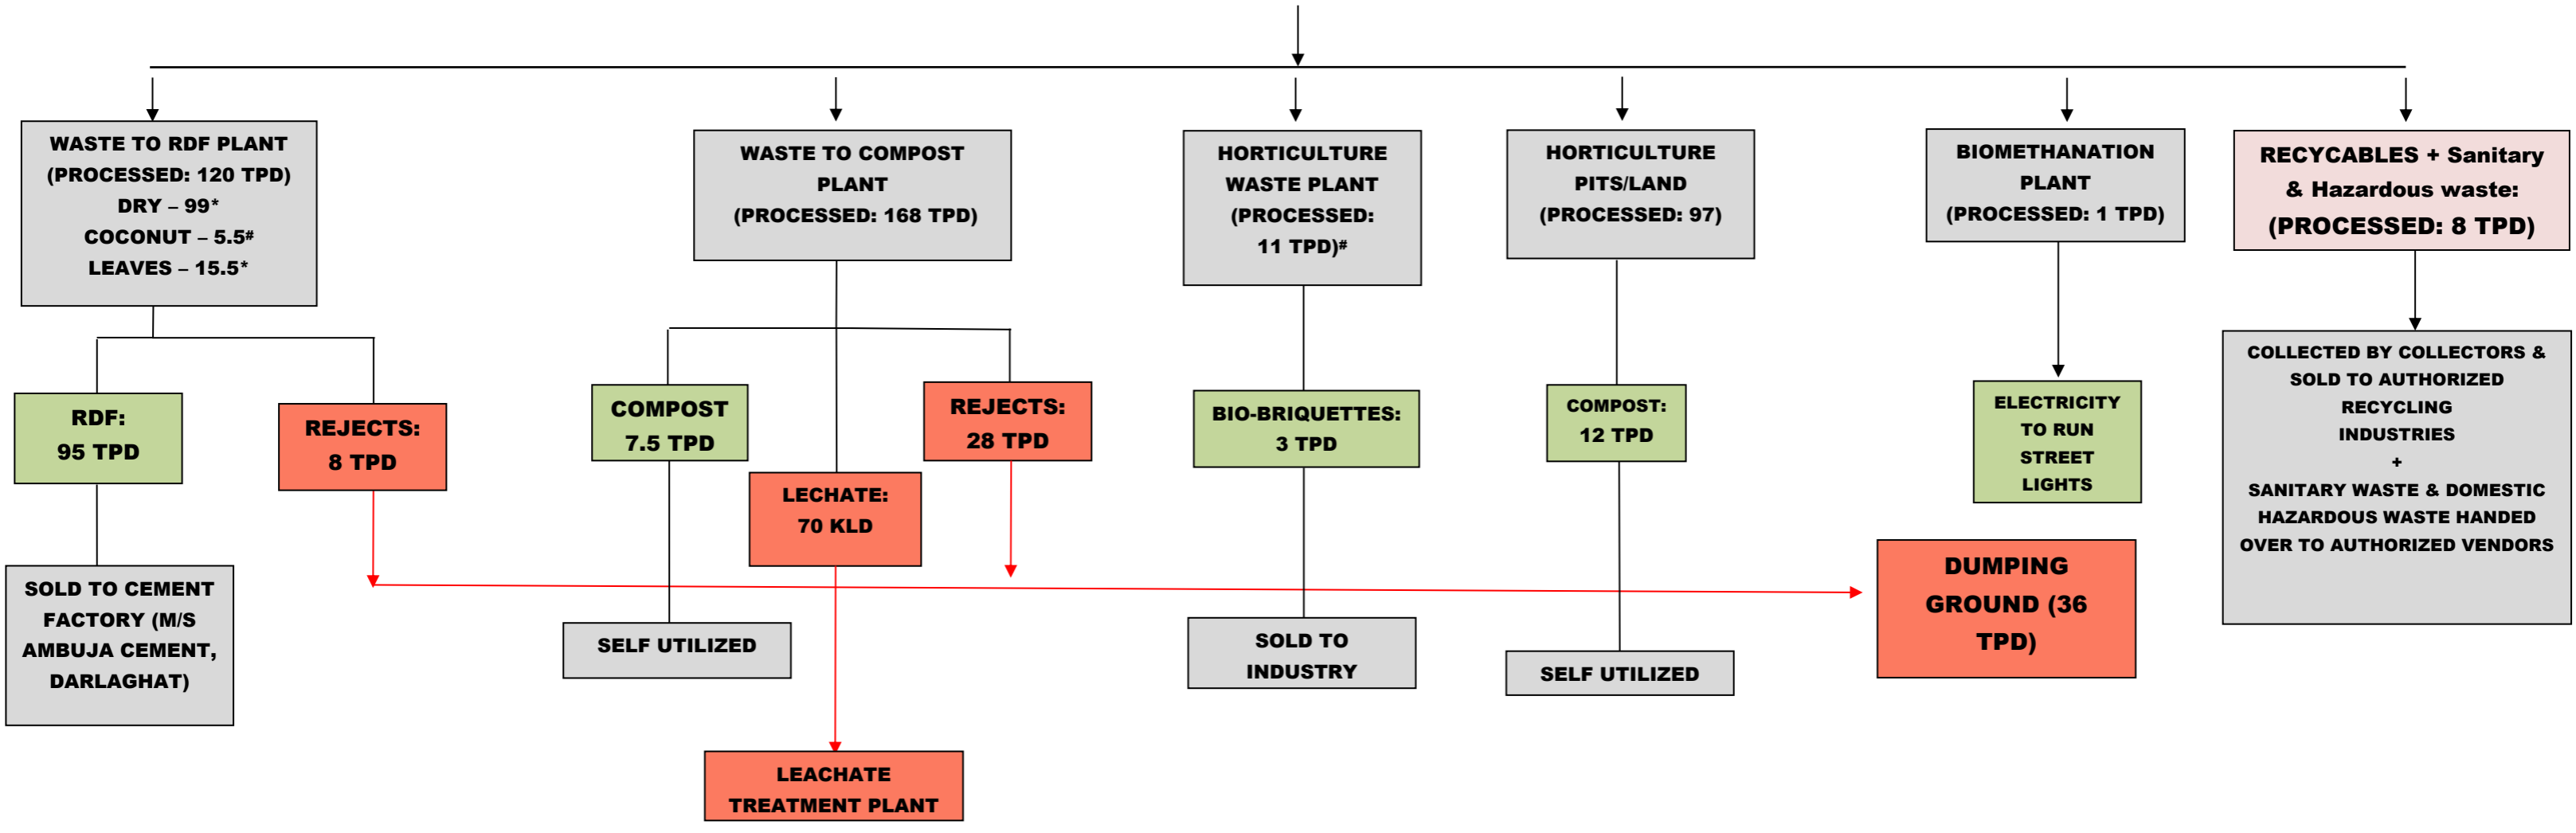 WASTE TO RDF PLANT
(PROCESSED: 120 TPD)
DRY – 99*
COCONUT – 5.5#
LEAVES – 15.5*
WASTE TO COMPOST
PLANT
(PROCESSED: 168 TPD)
HORTICULTURE
WASTE PLANT
(PROCESSED:
11 TPD)#
HORTICULTURE
PITS/LAND
(PROCESSED: 97)
BIOMETHANATION
PLANT
(PROCESSED: 1 TPD)
RECYCABLES + Sanitary
& Hazardous waste:
(PROCESSED: 8 TPD)
RDF:
95 TPD
REJECTS:
8 TPD
COMPOST
7.5 TPD
LECHATE:
70 KLD
REJECTS:
28 TPD
BIO-BRIQUETTES:
3 TPD
COMPOST:
12 TPD
ELECTRICITY
TO RUN
STREET
LIGHTS
COLLECTED BY COLLECTORS &
SOLD TO AUTHORIZED
RECYCLING
INDUSTRIES
+
SANITARY WASTE & DOMESTIC
HAZARDOUS WASTE HANDED
OVER TO AUTHORIZED VENDORS
SOLD TO CEMENT
FACTORY (M/S
AMBUJA CEMENT,
DARLAGHAT)
SELF UTILIZED
SOLD TO
INDUSTRY
SELF UTILIZED
DUMPING
GROUND (36
TPD)
LEACHATE
TREATMENT PLANT